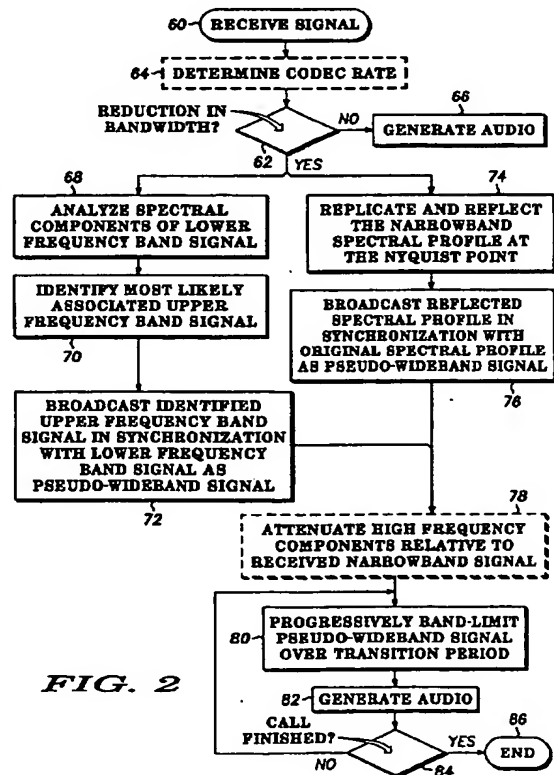 60
RECEIVE SIGNAL
64
DETERMINE CODEC RATE
REDUCTION IN
BANDWIDTH?
62
NO
66
GENERATE AUDIO
YES
68
ANALYZE SPECTRAL
COMPONENTS OF LOWER
FREQUENCY BAND SIGNAL
IDENTIFY MOST LIKELY
ASSOCIATED UPPER
FREQUENCY BAND SIGNAL
70
BROADCAST IDENTIFIED
UPPER FREQUENCY BAND
SIGNAL IN SYNCHRONIZATION
WITH LOWER FREQUENCY
BAND SIGNAL AS
PSEUDO-WIDEBAND SIGNAL
72
74
REPLICATE AND REFLECT
THE NARROWBAND
SPECTRAL PROFILE AT
THE NYQUIST POINT
BROADCAST REFLECTED
SPECTRAL PROFILE IN
SYNCHRONIZATION WITH
ORIGINAL SPECTRAL PROFILE
AS PSEUDO-WIDEBAND SIGNAL
76
78
ATTENUATE HIGH FREQUENCY
COMPONENTS RELATIVE TO
RECEIVED NARROWBAND SIGNAL
80
PROGRESSIVELY BAND-LIMIT
PSEUDO-WIDEBAND SIGNAL
OVER TRANSITION PERIOD
82
GENERATE AUDIO
CALL
FINISHED?
84
NO
YES
86
END
FIG. 2